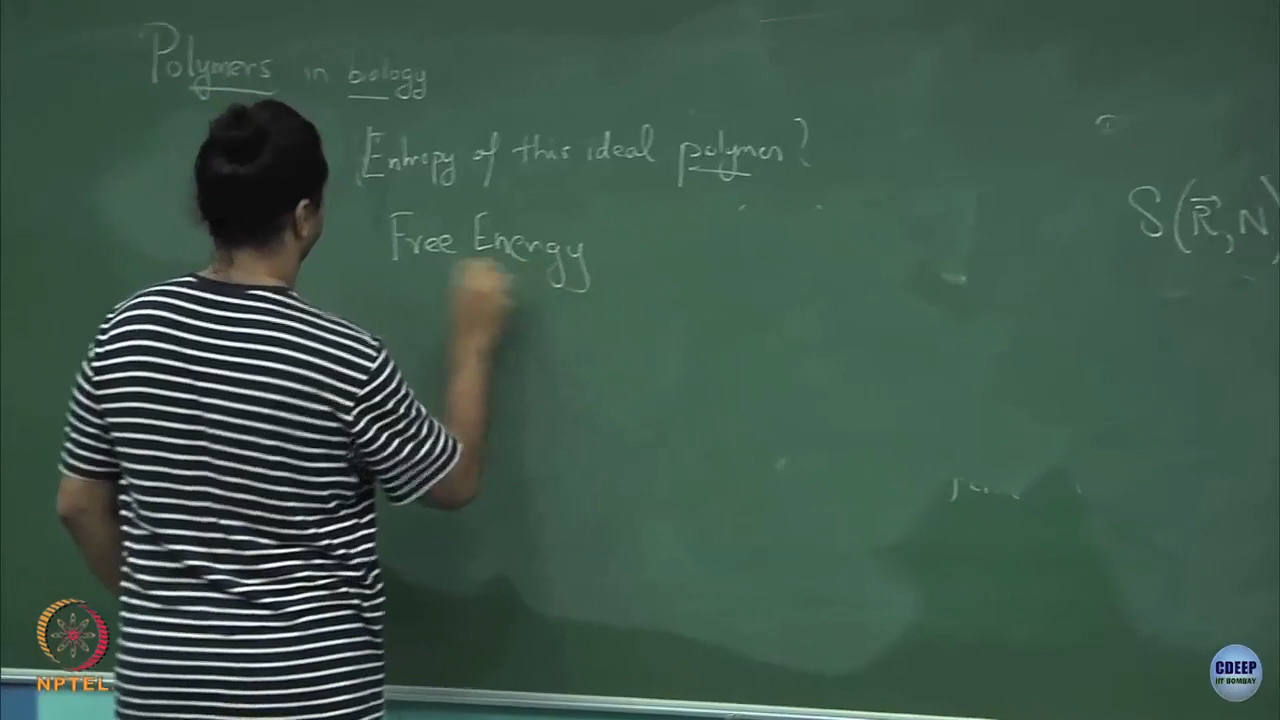 Polymers in biology
Entropy of this ideal polymer?
Free Energy
S(R⃗, N)
NPTEL
CDEEP
IIT BOMBAY